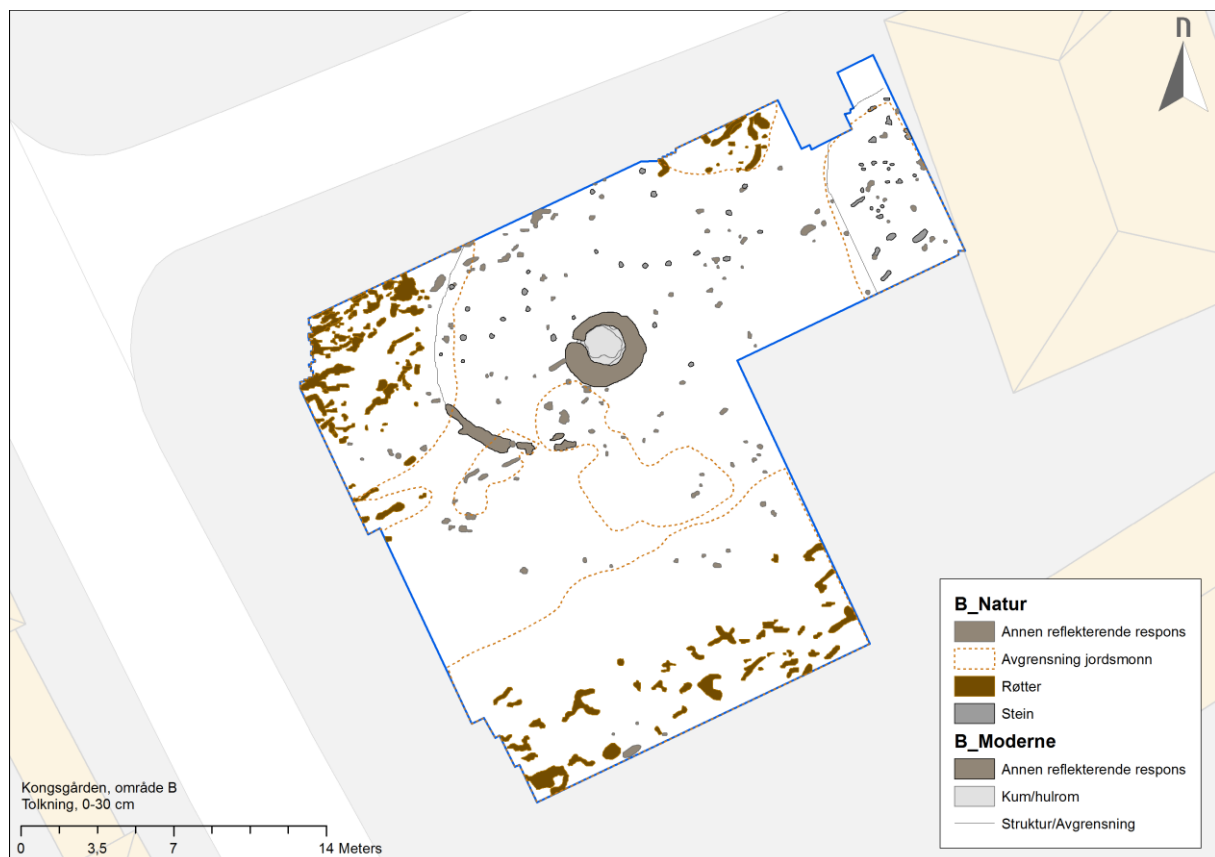 n
B_Natur
Annen reflekterende respons
Avgrensning jordsmonn
Røtter
Stein
B_Moderne
Annen reflekterende respons
Kum/hulrom
Struktur/Avgrensning
Kongsgården, område B
Tolkning, 0-30 cm
0 3,5 7 14 Meters